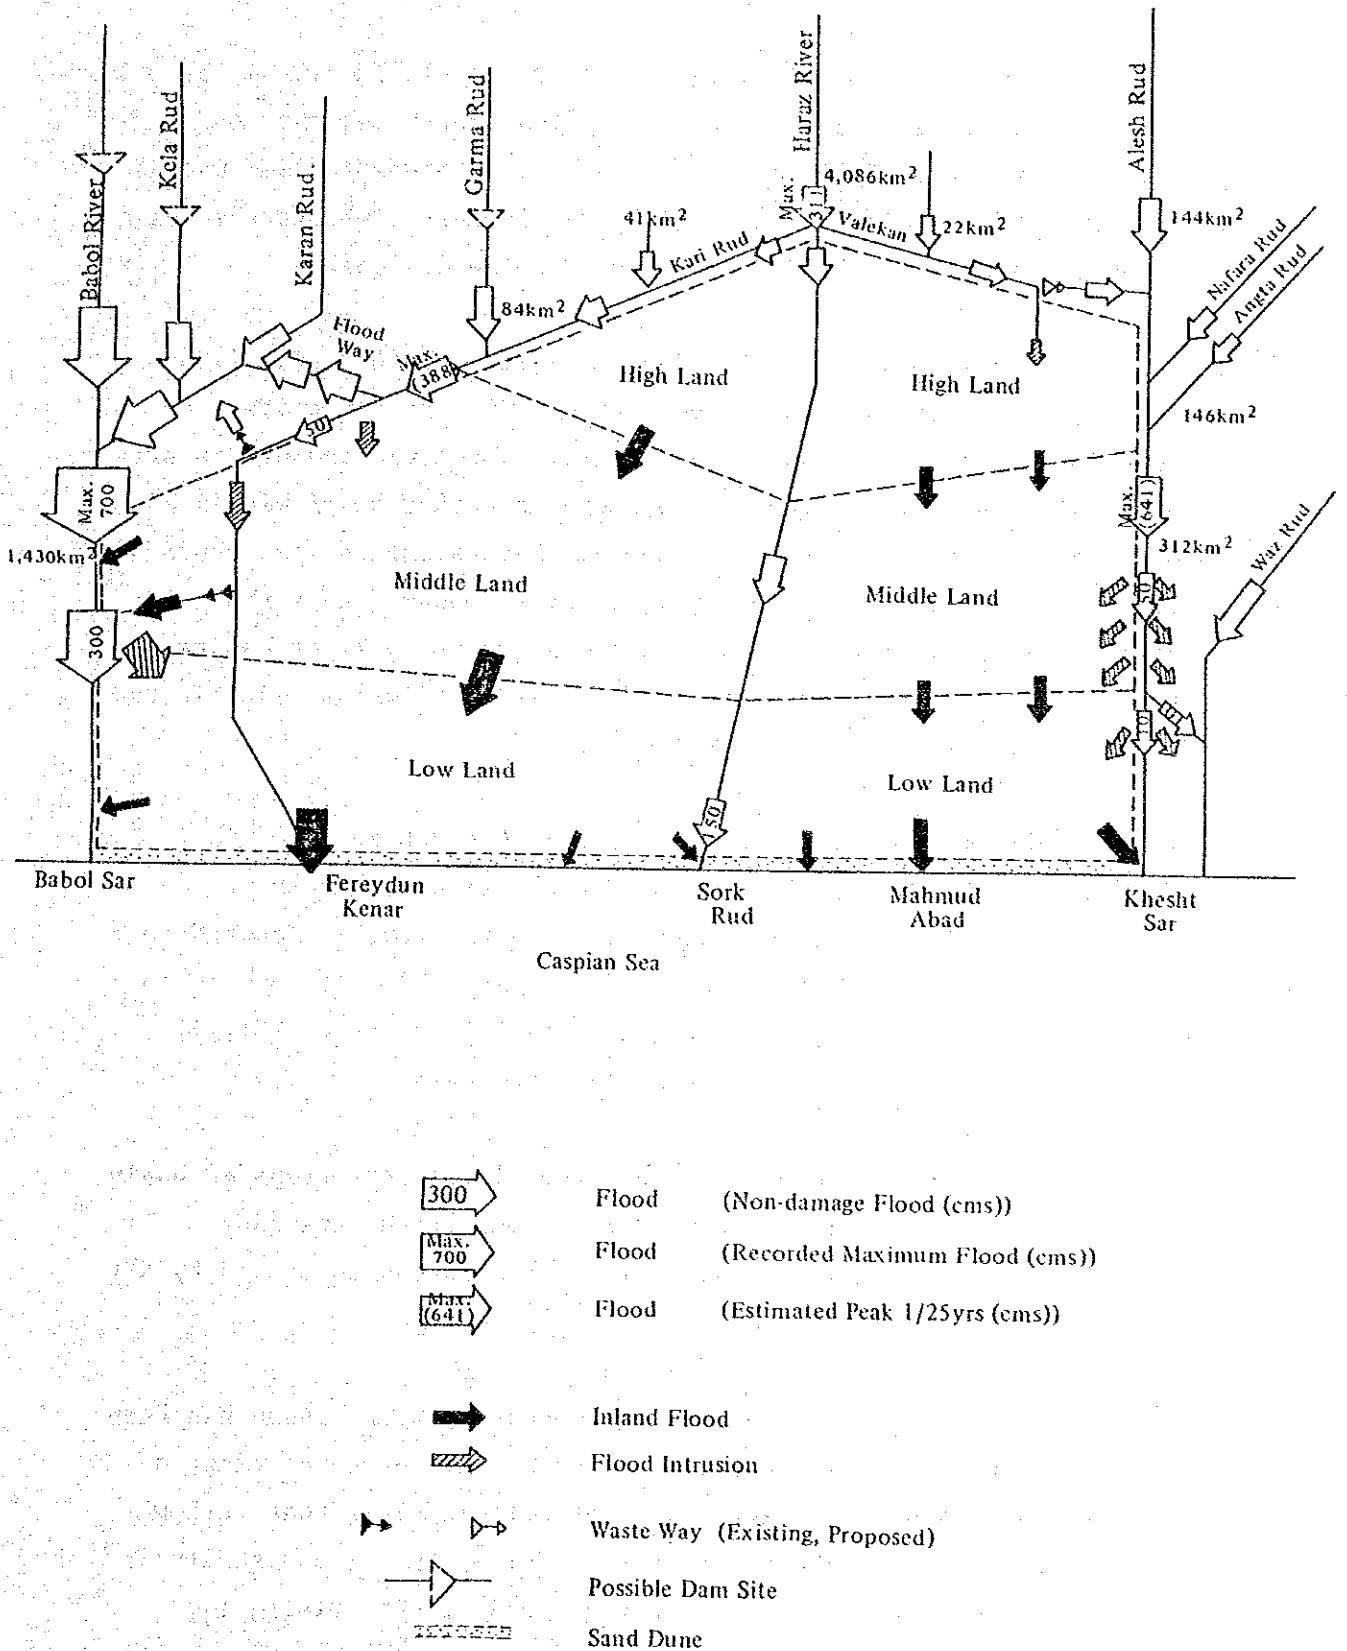 Babol River
Kela Rud
Karan Rud.
Garma Rud
Haraz River
Alesh Rud
Max.
311
4,086km²
41km²
Kari Rud
Valekan
22km²
144km²
Nafara Rud
Angta Rud
84km²
Flood
Way
Max.
(388)
50
High Land
High Land
146km²
Max.
700
Max.
(641)
1,430km²
312km²
Waz Rud
Middle Land
Middle Land
300
Low Land
Low Land
150
Babol Sar
Fereydun
Kenar
Sork
Rud
Mahmud
Abad
Khesht
Sar
Caspian Sea
300 Flood (Non-damage Flood (cms))
Max.
700 Flood (Recorded Maximum Flood (cms))
Max.
(641) Flood (Estimated Peak 1/25yrs (cms))
Inland Flood
Flood Intrusion
Waste Way (Existing, Proposed)
Possible Dam Site
Sand Dune